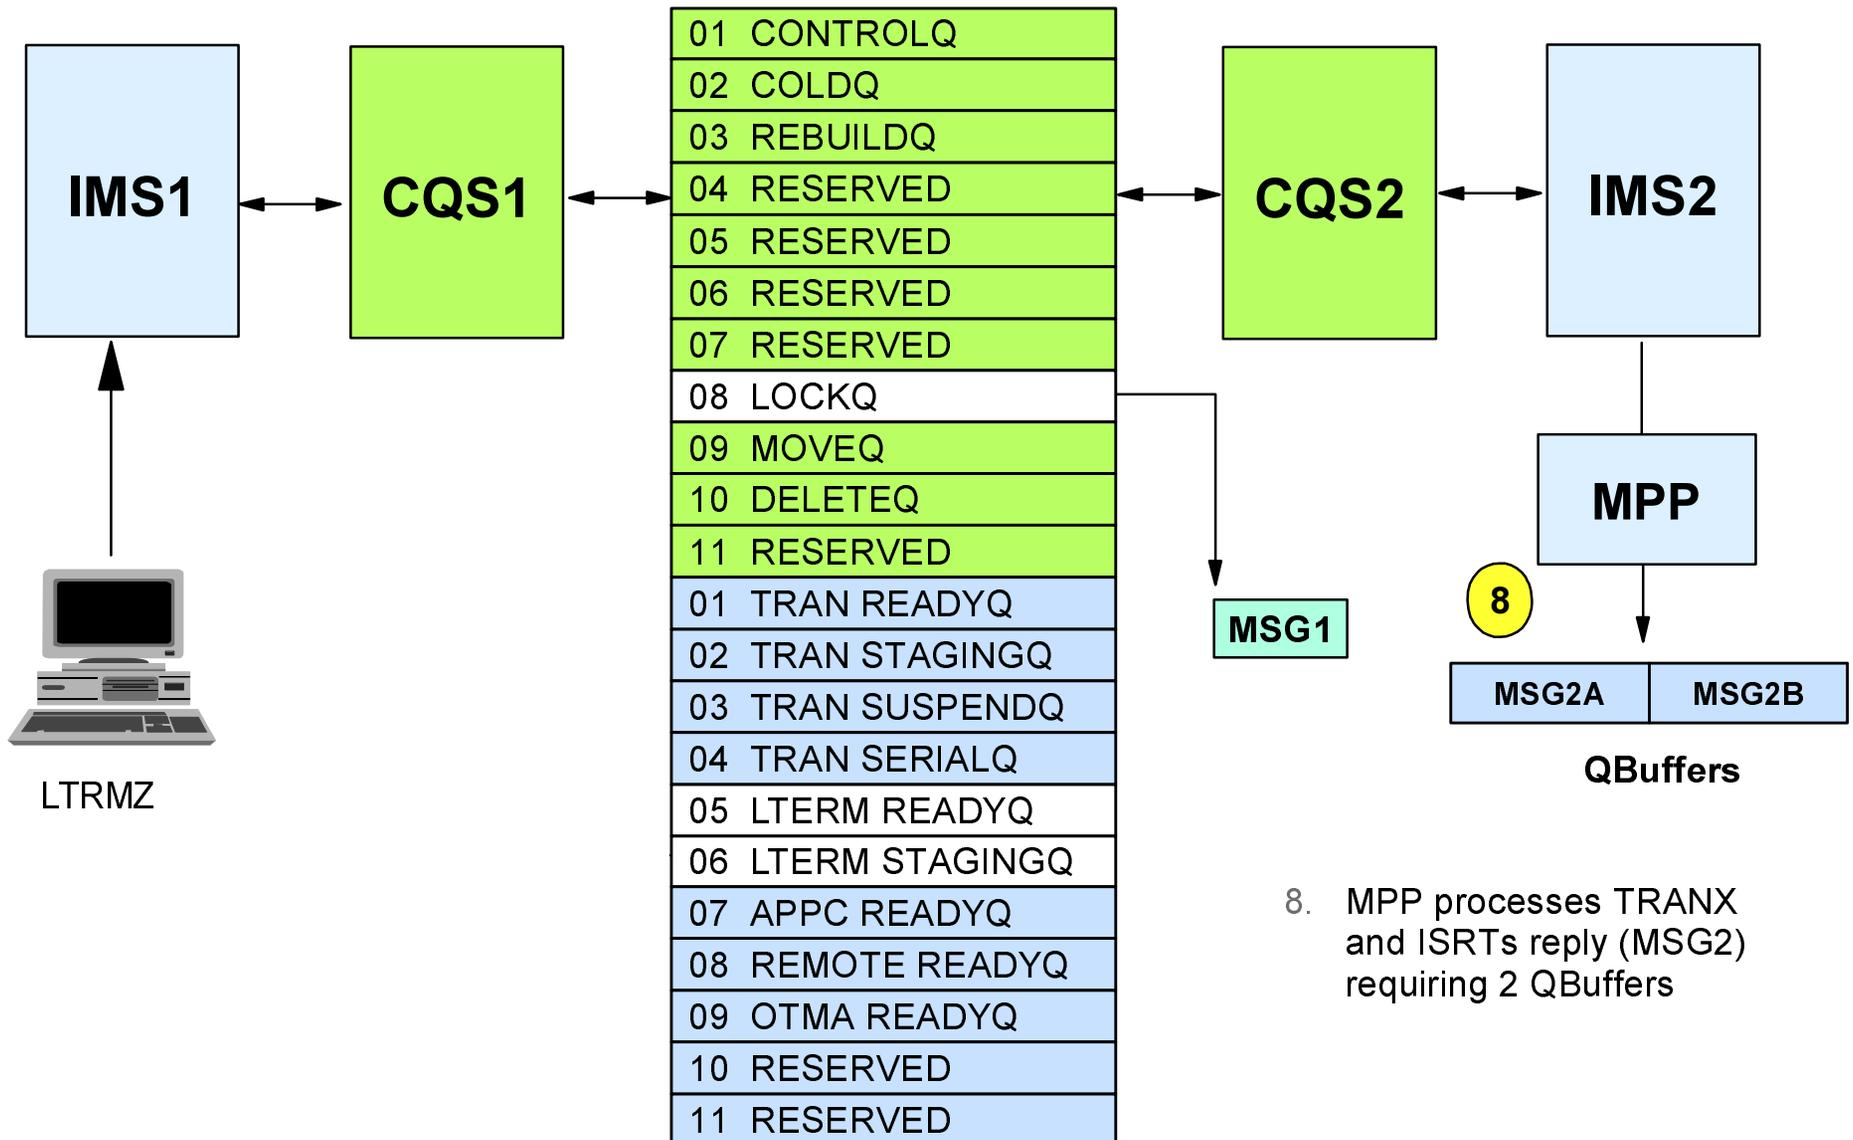 IMS1
CQS1
01 CONTROLQ
02 COLDQ
03 REBUILDQ
04 RESERVED
05 RESERVED
06 RESERVED
07 RESERVED
08 LOCKQ
09 MOVEQ
10 DELETEQ
11 RESERVED
01 TRAN READYQ
02 TRAN STAGINGQ
03 TRAN SUSPENDQ
04 TRAN SERIALQ
05 LTERM READYQ
06 LTERM STAGINGQ
07 APPC READYQ
08 REMOTE READYQ
09 OTMA READYQ
10 RESERVED
11 RESERVED
CQS2
IMS2
MPP
8
MSG1
MSG2A MSG2B
QBuffers
LTRMZ
8. MPP processes TRANX
and ISRTs reply (MSG2)
requiring 2 QBuffers